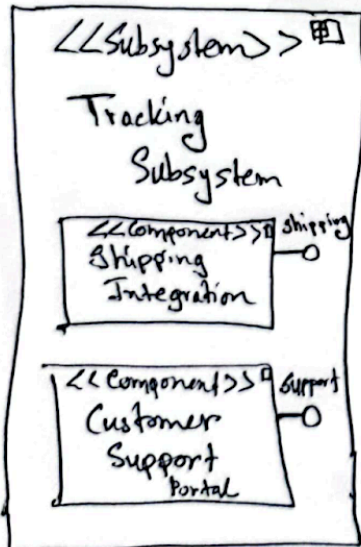 <<Subsystem>>
Tracking
Subsystem
<<Component>>
Shipping
Shipping
Integration
<<Component>>
Support
Customer
Support
Portal